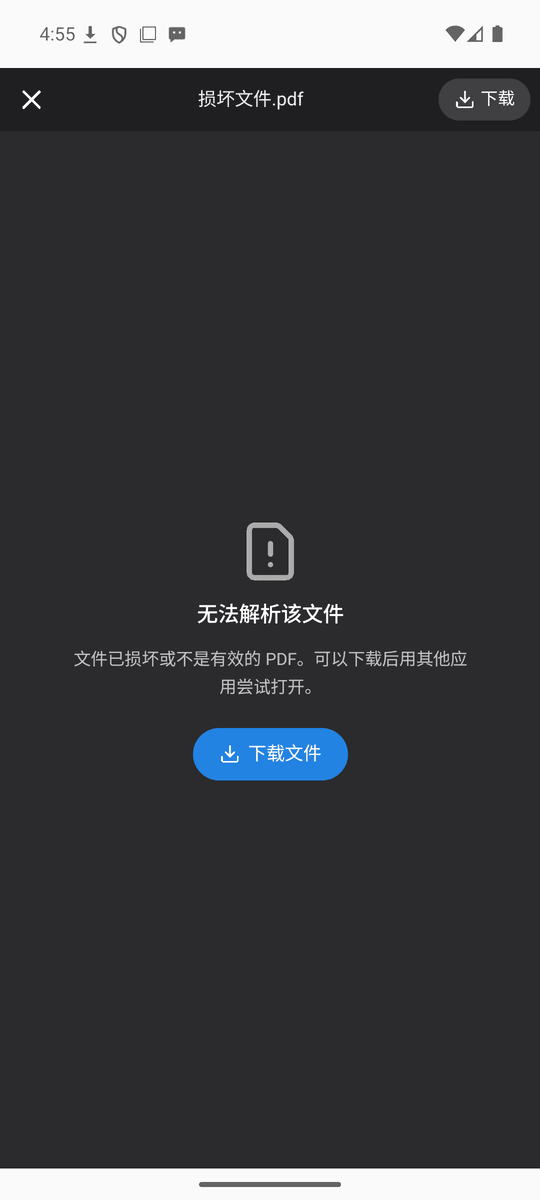 4:55
损坏文件.pdf
下载
无法解析该文件
文件已损坏或不是有效的 PDF。可以下载后用其他应
用尝试打开。
下载文件